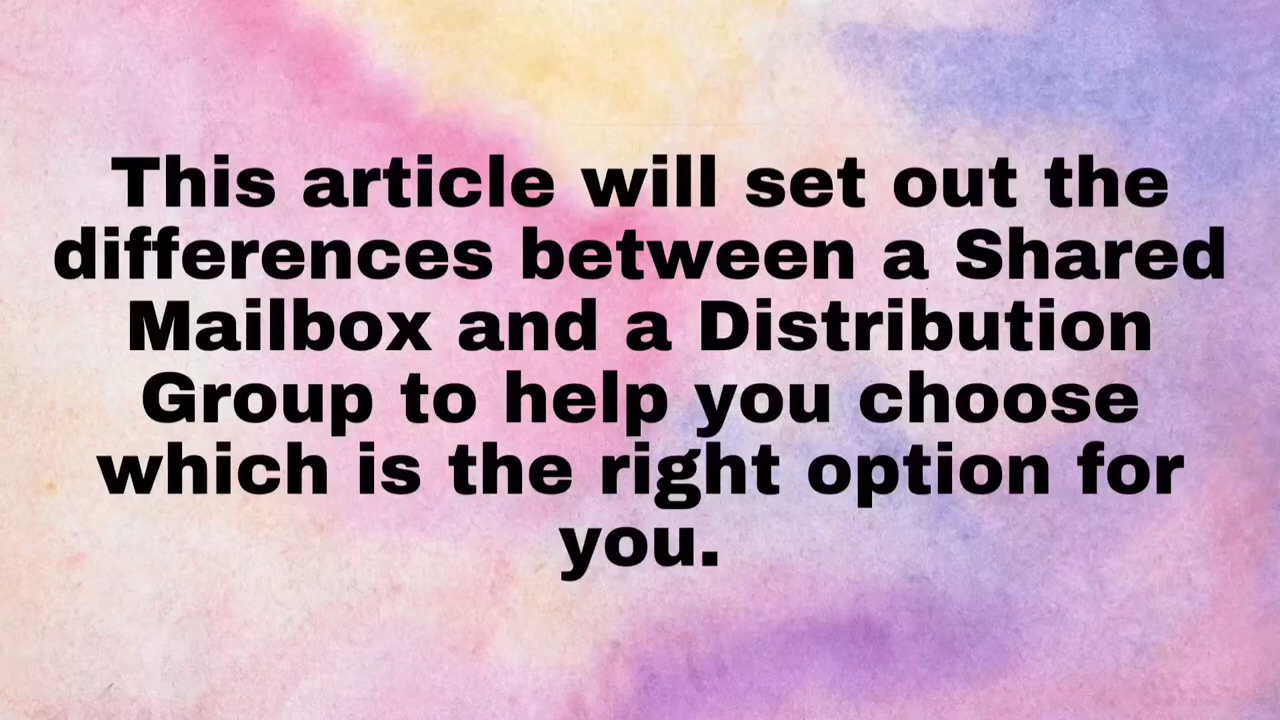 This article will set out the
differences between a Shared
Mailbox and a Distribution
Group to help you choose
which is the right option for
you.